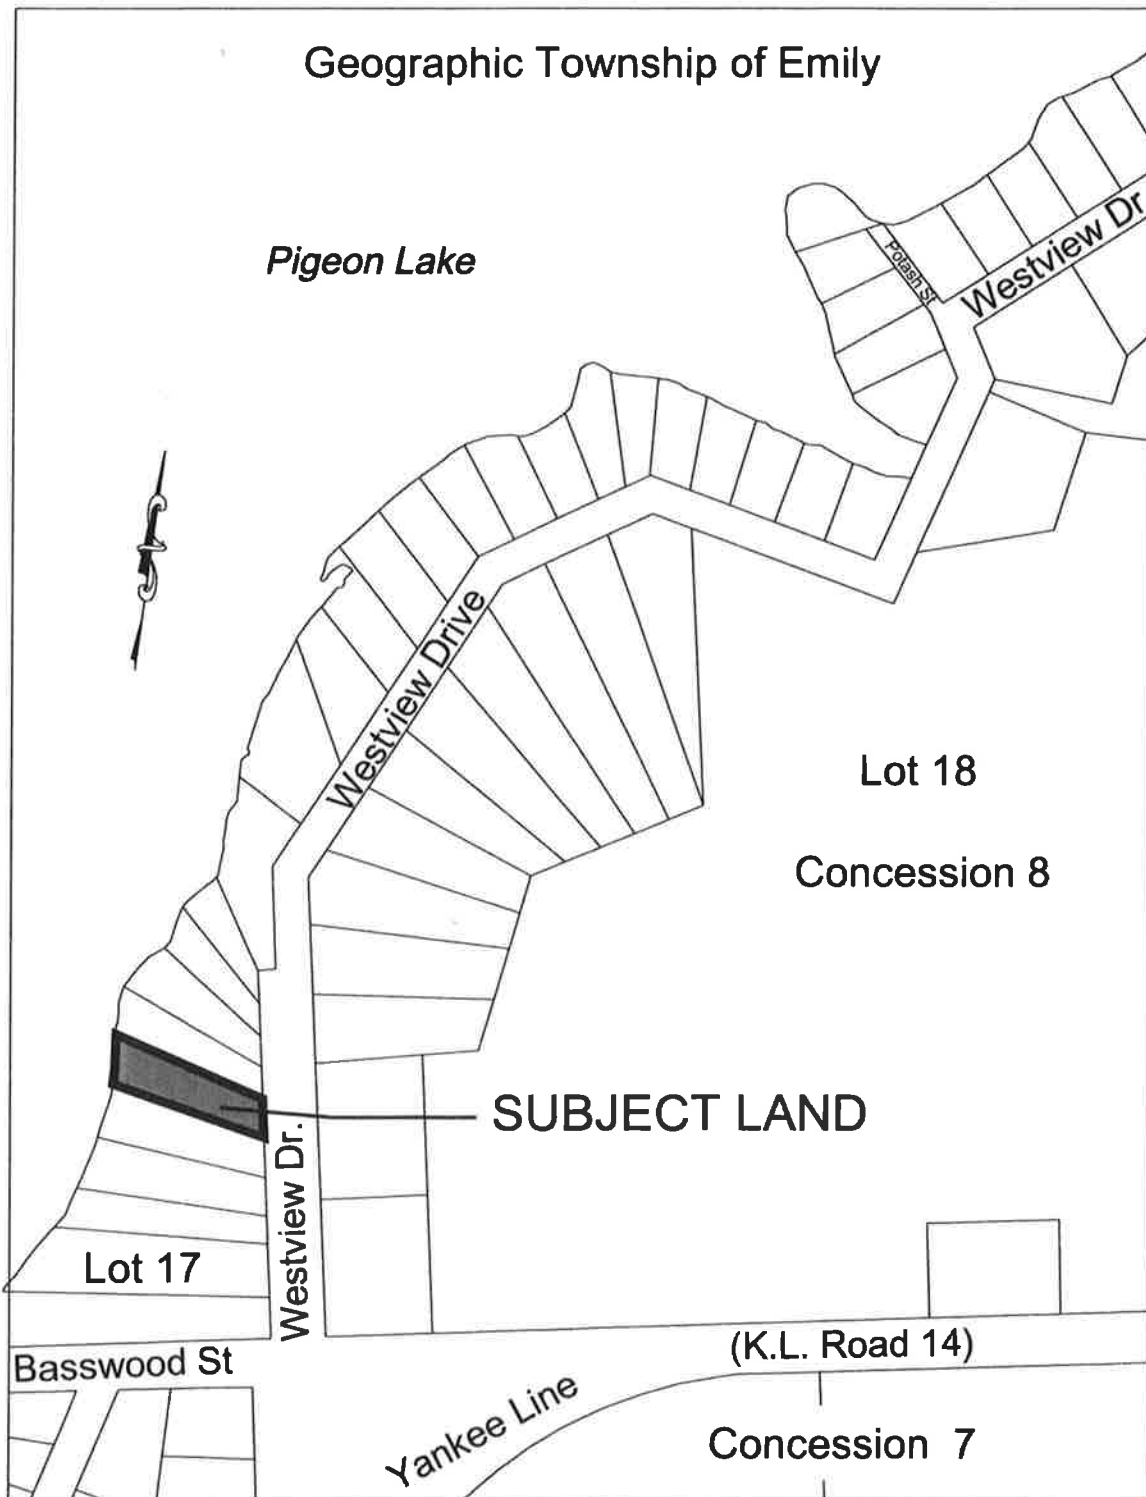 Geographic Township of Emily
Pigeon Lake
Westview Dr
Potash St
Westview Drive
Lot 18
Concession 8
SUBJECT LAND
Westview Dr.
Lot 17
(K.L. Road 14)
Basswood St
Yankee Line
Concession 7